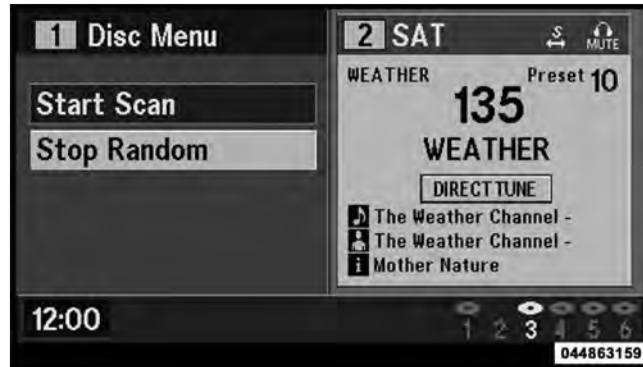 1 Disc Menu
Start Scan
Stop Random
2 SAT
S
MUTE
WEATHER
Preset 10
135
WEATHER
DIRECT TUNE
The Weather Channel -
The Weather Channel -
i Mother Nature
12:00
1 2 3 4 5 6
044863159